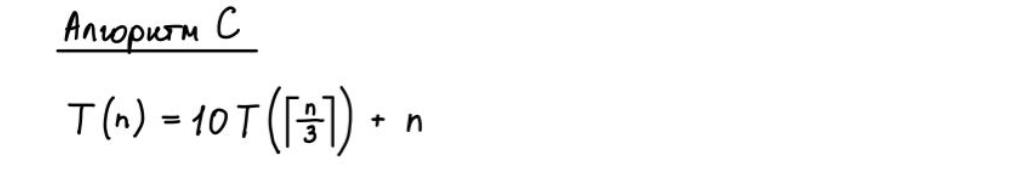 Алгоритм C
T(n) = 10T(⌈n/3⌉) + n